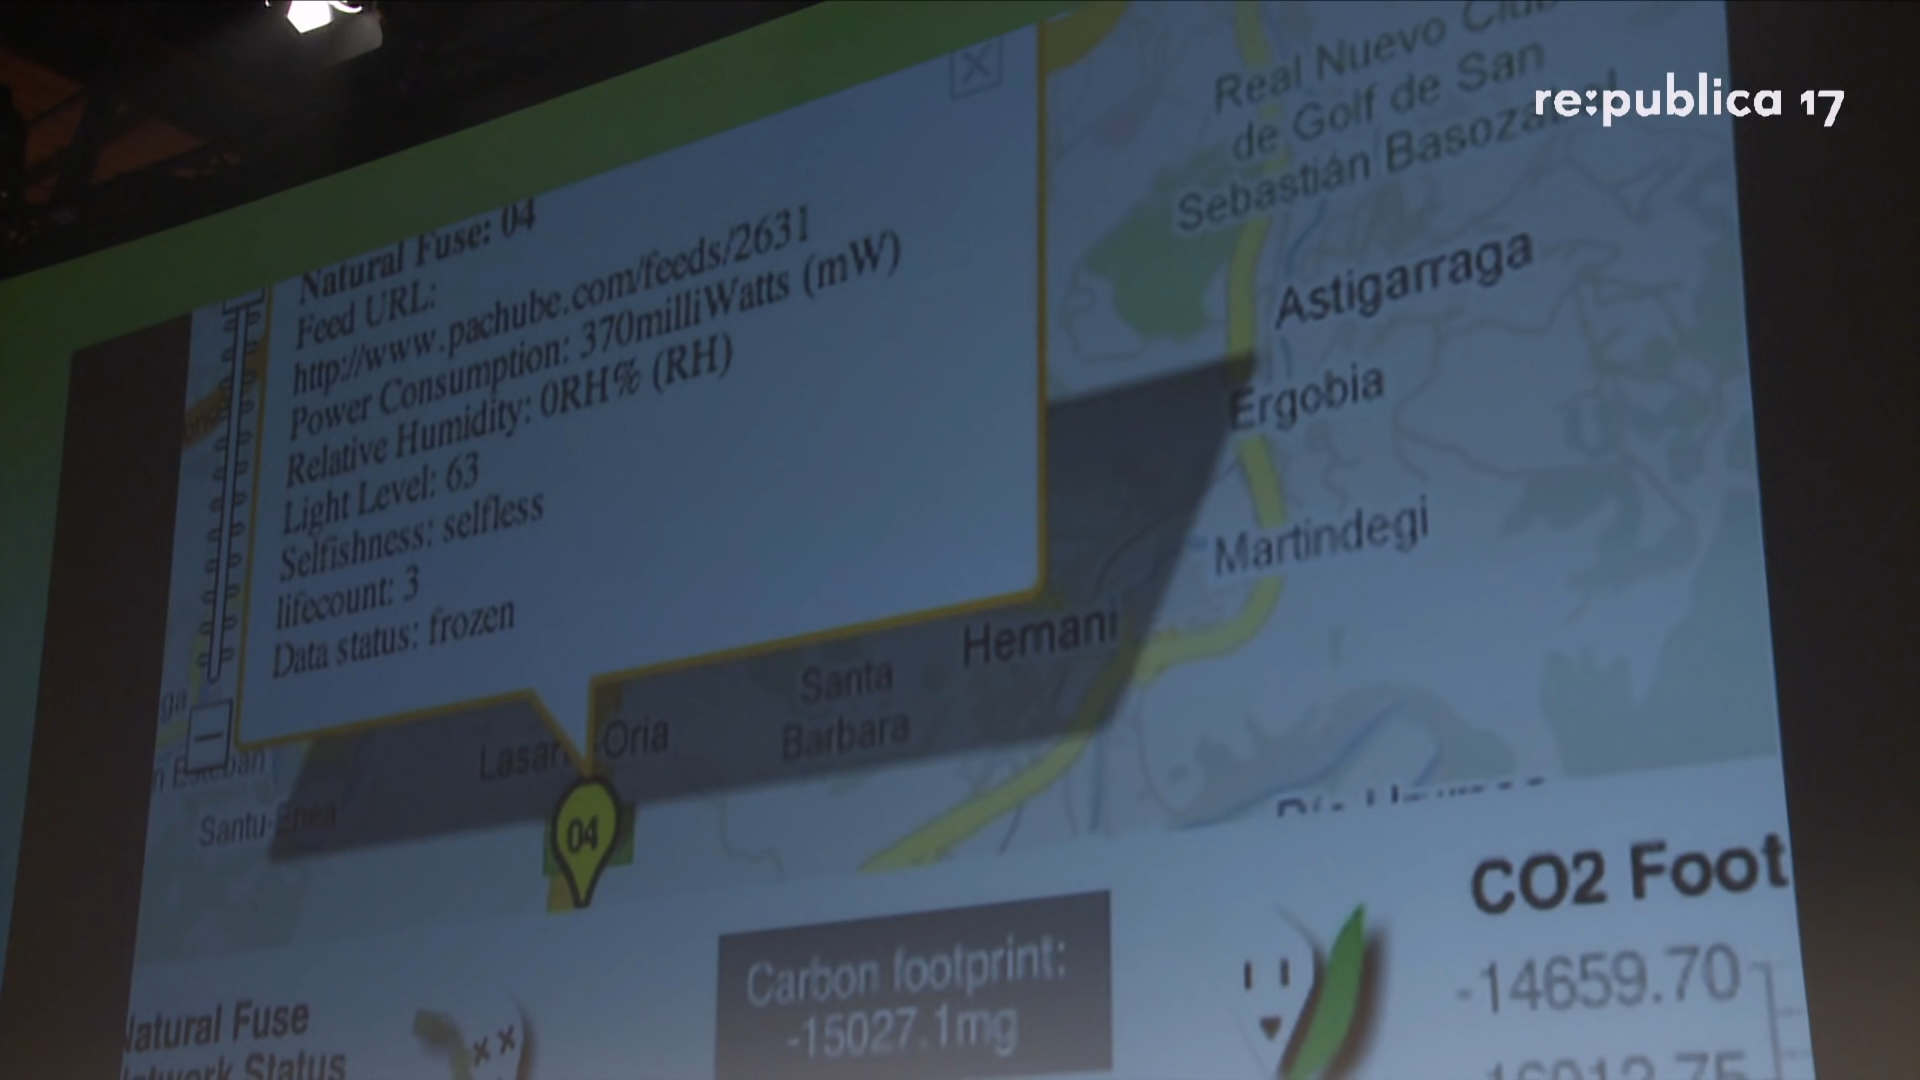 re:publica 17
Real Nuevo Club
de Golf de San
Sebastián Basozabal
Natural Fuse: 04
Feed URL:
http://www.pachube.com/feeds/2631
Power Consumption: 370milliWatts (mW)
Relative Humidity: 0RH% (RH)
Light Level: 63
Selfishness: selfless
lifecount: 3
Data status: frozen
Astigarraga
Ergobia
Martindegi
Hernani
Santa
Barbara
Oria
Santu-Enea
04
CO2 Foot
-14659.70
Carbon footprint:
-15027.1mg
Natural Fuse
Network Status